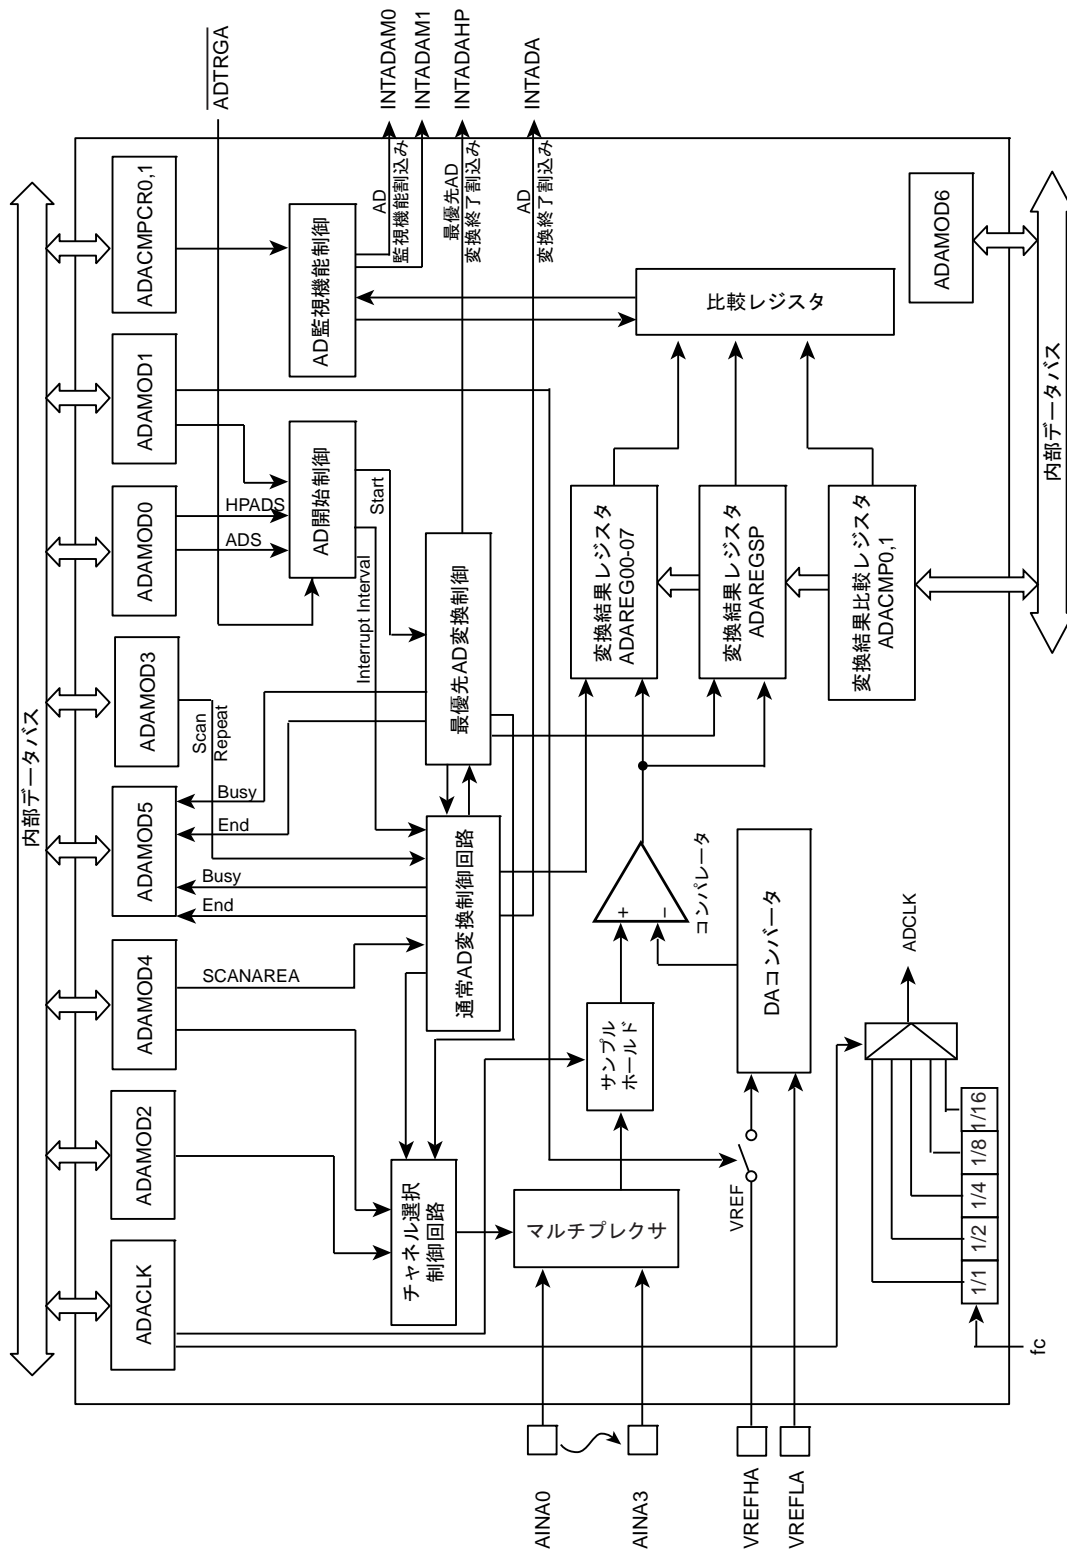 内部データバス
ADACLK
ADAMOD2
ADAMOD4
ADAMOD5
ADAMOD3
ADAMOD0
ADAMOD1
ADACMPCR0,1
ADTRGA
SCANAREA
End
Busy
End
Busy
Scan
Repeat
ADS
HPADS
AD開始制御
AD監視機能制御
Interrupt Interval
Start
AD
監視機能割込み
INTADAM0
INTADAM1
チャネル選択
制御回路
通常AD変換制御回路
最優先AD変換制御
最優先AD
変換終了割込み
INTADAHP
AD
変換終了割込み
INTADA
AINA0
AINA3
マルチプレクサ
サンプル
ホールド
+
−
コンパレータ
変換結果レジスタ
ADAREG00-07
変換結果レジスタ
ADAREGSP
変換結果比較レジスタ
ADACMP0,1
比較レジスタ
VREFHA
VREFLA
VREF
DAコンバータ
ADCLK
fc
1/1
1/2
1/4
1/8
1/16
ADAMOD6
内部データバス